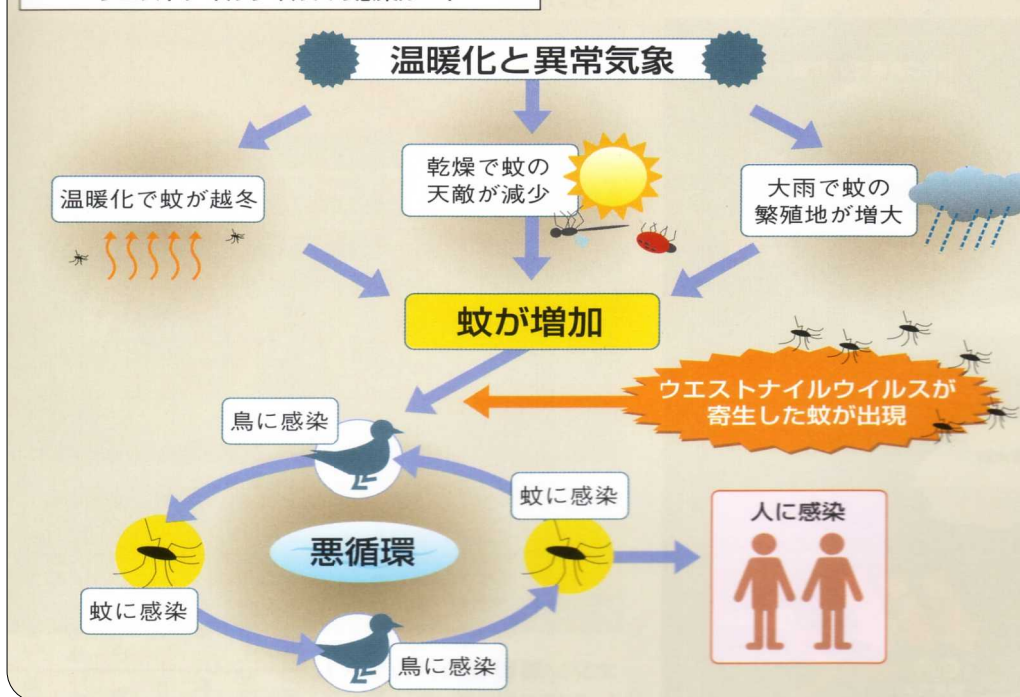 温暖化と異常気象
温暖化で蚊が越冬
乾燥で蚊の
天敵が減少
大雨で蚊の
繁殖地が増大
蚊が増加
ウエストナイルウイルスが
寄生した蚊が出現
鳥に感染
蚊に感染
人に感染
悪循環
蚊に感染
鳥に感染